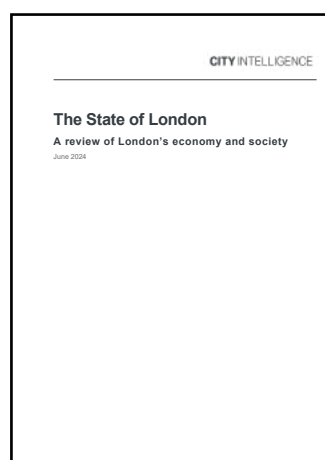 CITY INTELLIGENCE
The State of London
A review of London's economy and society
June 2024